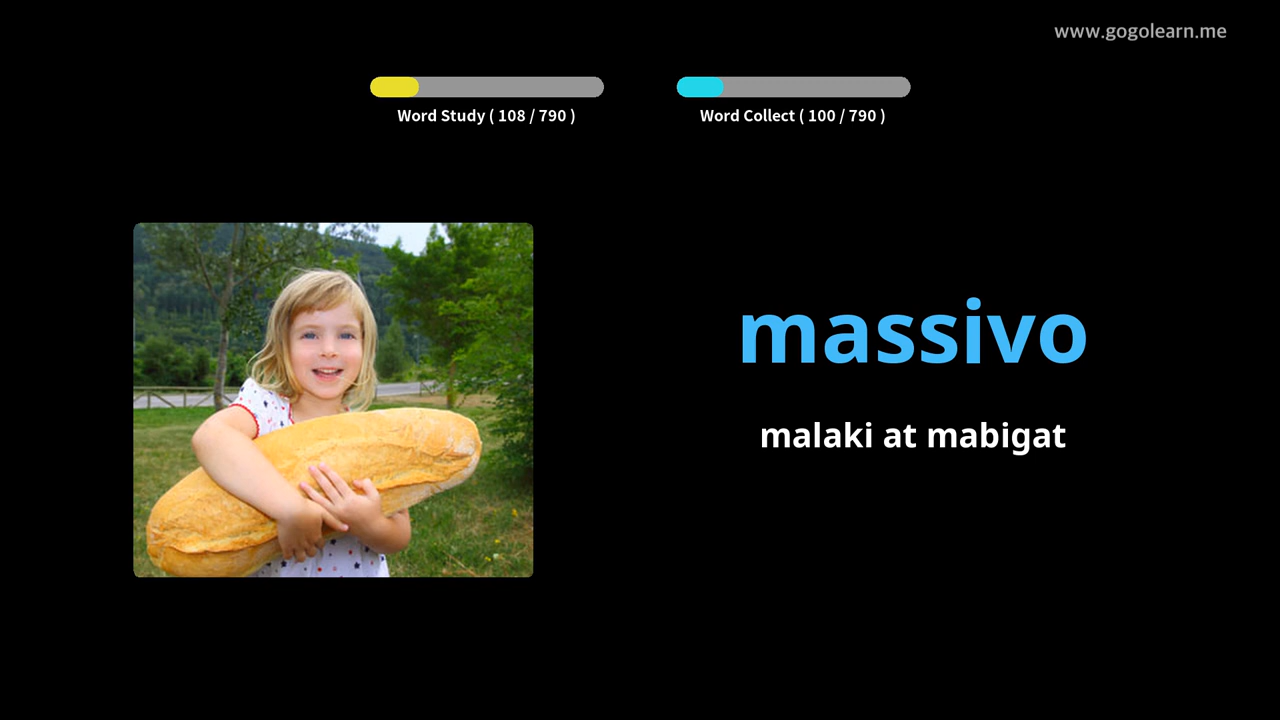 www.gogolearn.me
Word Study ( 108 / 790 )
Word Collect ( 100 / 790 )
massivo
malaki at mabigat